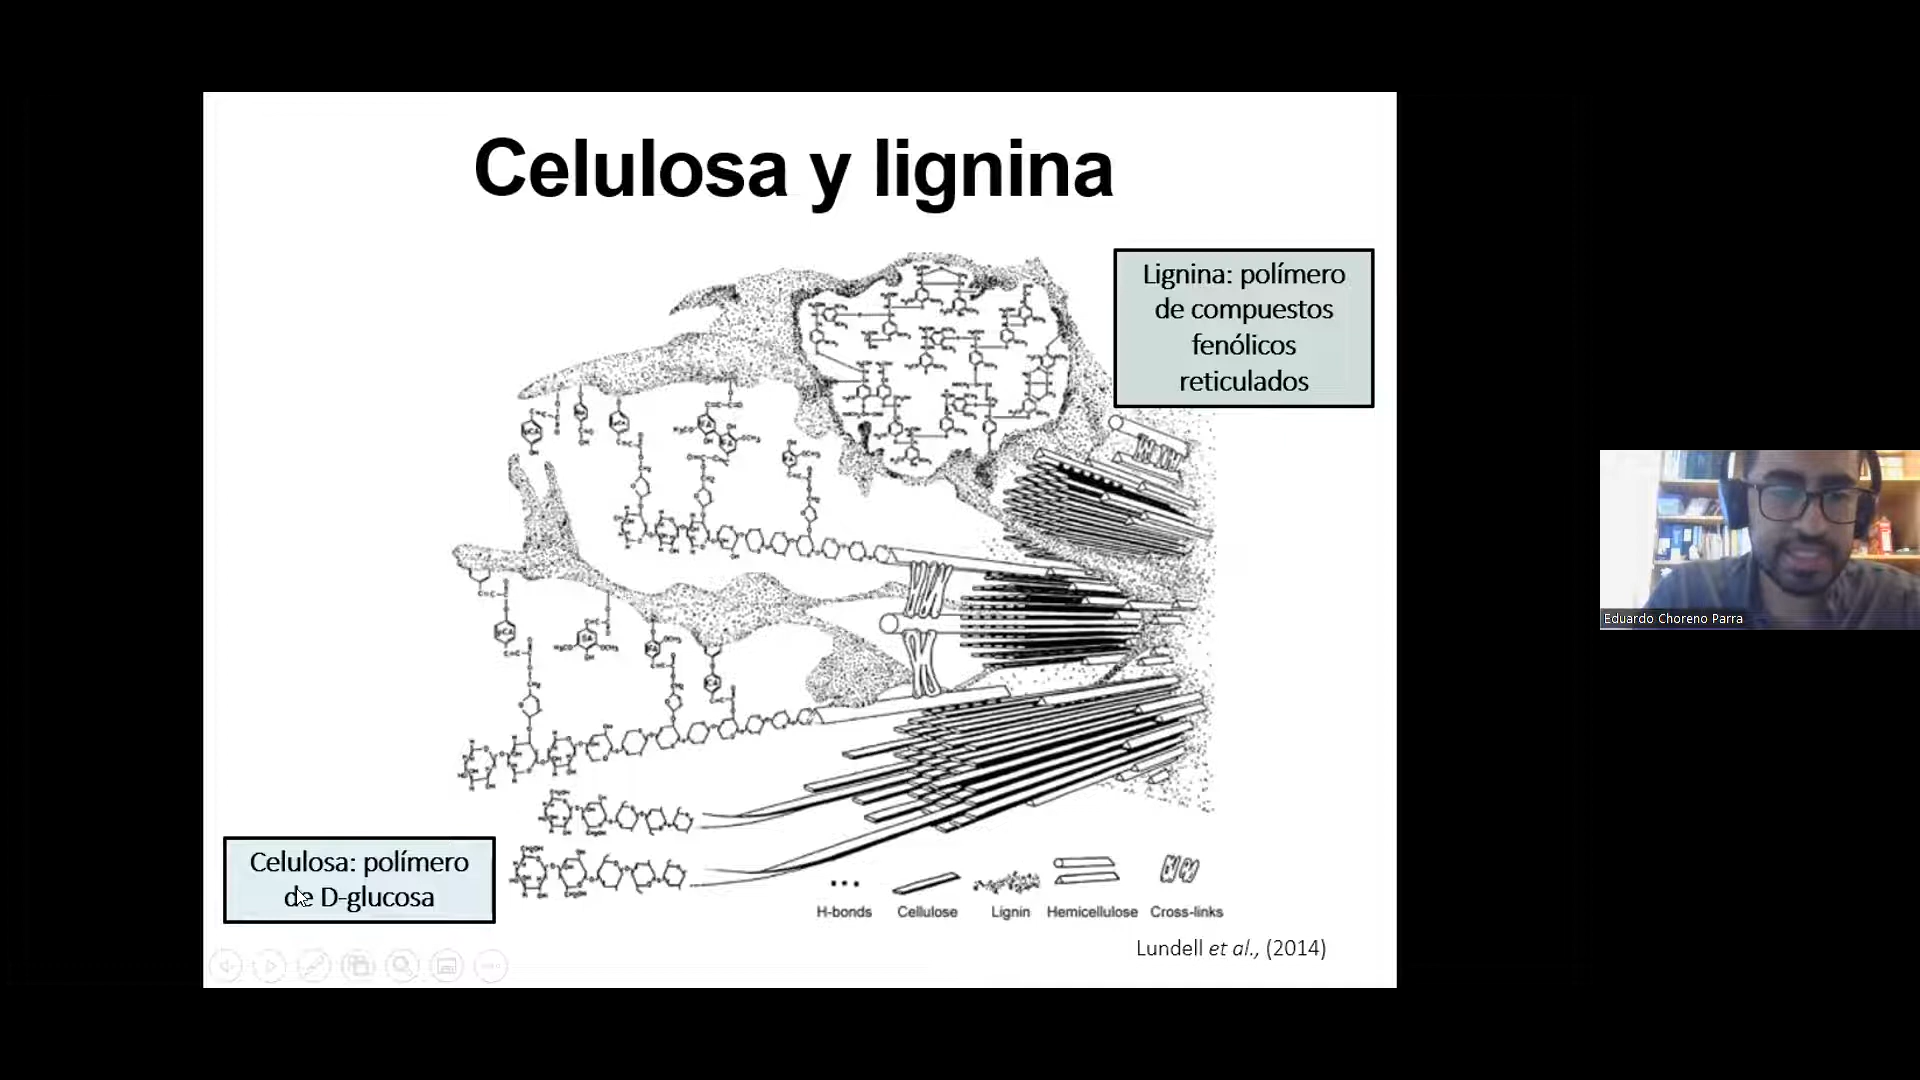 Celulosa y lignina
Lignina: polímero
de compuestos
fenólicos
reticulados
Celulosa: polímero
de D-glucosa
H-bonds
Cellulose
Lignin
Hemicellulose
Cross-links
Lundell et al., (2014)
Eduardo Choreno Parra